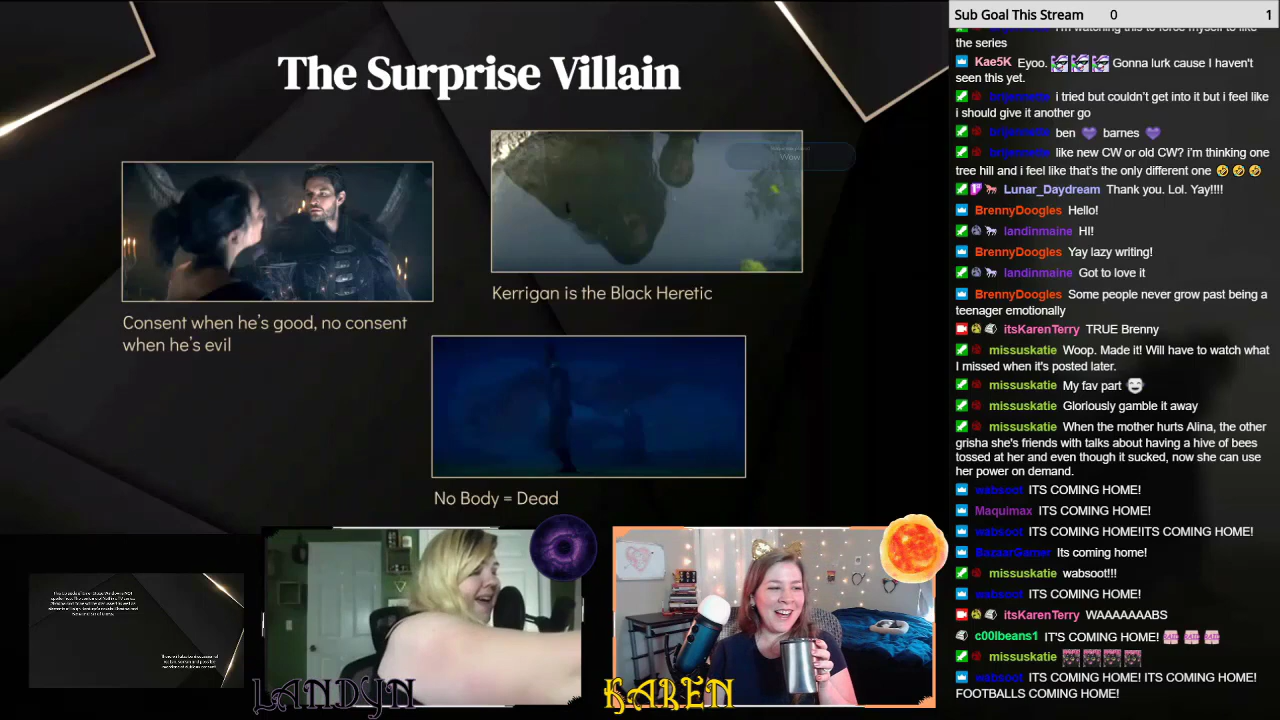 The Surprise Villain
Wow
Consent when he's good, no consent
when he's evil
Kerrigan is the Black Heretic
No Body = Dead
LANDYN
KAREN
Sub Goal This Stream 0 1
the series
Kae5K Eyoo. Gonna lurk cause I haven't
seen this yet.
i tried but couldn't get into it but i feel like
i should give it another go
ben 💜 barnes 💜
like new CW or old CW? i'm thinking one
tree hill and i feel like that's the only different one 🤣 🤣 🤣
Lunar_Daydream Thank you. Lol. Yay!!!!
BrennyDoogles Hello!
landinmaine HI!
BrennyDoogles Yay lazy writing!
landinmaine Got to love it
BrennyDoogles Some people never grow past being a
teenager emotionally
itsKarenTerry TRUE Brenny
missuskatie Woop. Made it! Will have to watch what
I missed when it's posted later.
missuskatie My fav part
missuskatie Gloriously gamble it away
missuskatie When the mother hurts Alina, the other
grisha she's friends with talks about having a hive of bees
tossed at her and even though it sucked, now she can use
her power on demand.
wabsoot ITS COMING HOME!
Maquimax ITS COMING HOME!
wabsoot ITS COMING HOME!ITS COMING HOME!
BazaarGamer Its coming home!
missuskatie wabsoot!!!
wabsoot ITS COMING HOME!
itsKarenTerry WAAAAAAABS
c00lbeans1 IT'S COMING HOME!
missuskatie
wabsoot ITS COMING HOME! ITS COMING HOME!
FOOTBALLS COMING HOME!